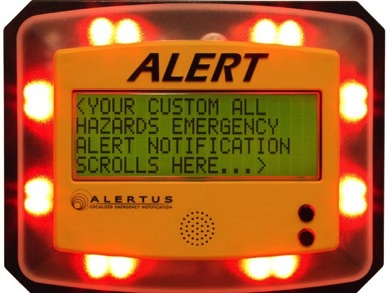 ALERT
<YOUR CUSTOM ALL
HAZARDS EMERGENCY
ALERT NOTIFICATION
SCROLLS HERE...>
ALERTUS
LOCALIZED EMERGENCY NOTIFICATION